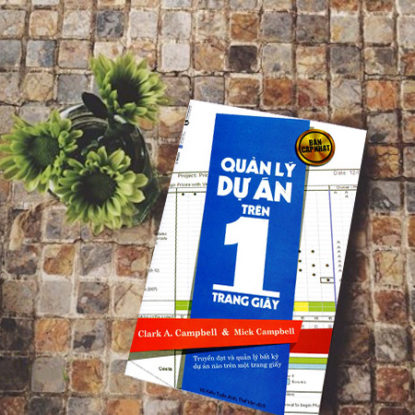 BẢN
CẬP NHẬT
QUẢN LÝ
DỰ ÁN
TRÊN
1
TRANG GIẤY
Clark A. Campbell & Mick Campbell
Truyền đạt và quản lý bất kỳ
dự án nào trên một trang giấy